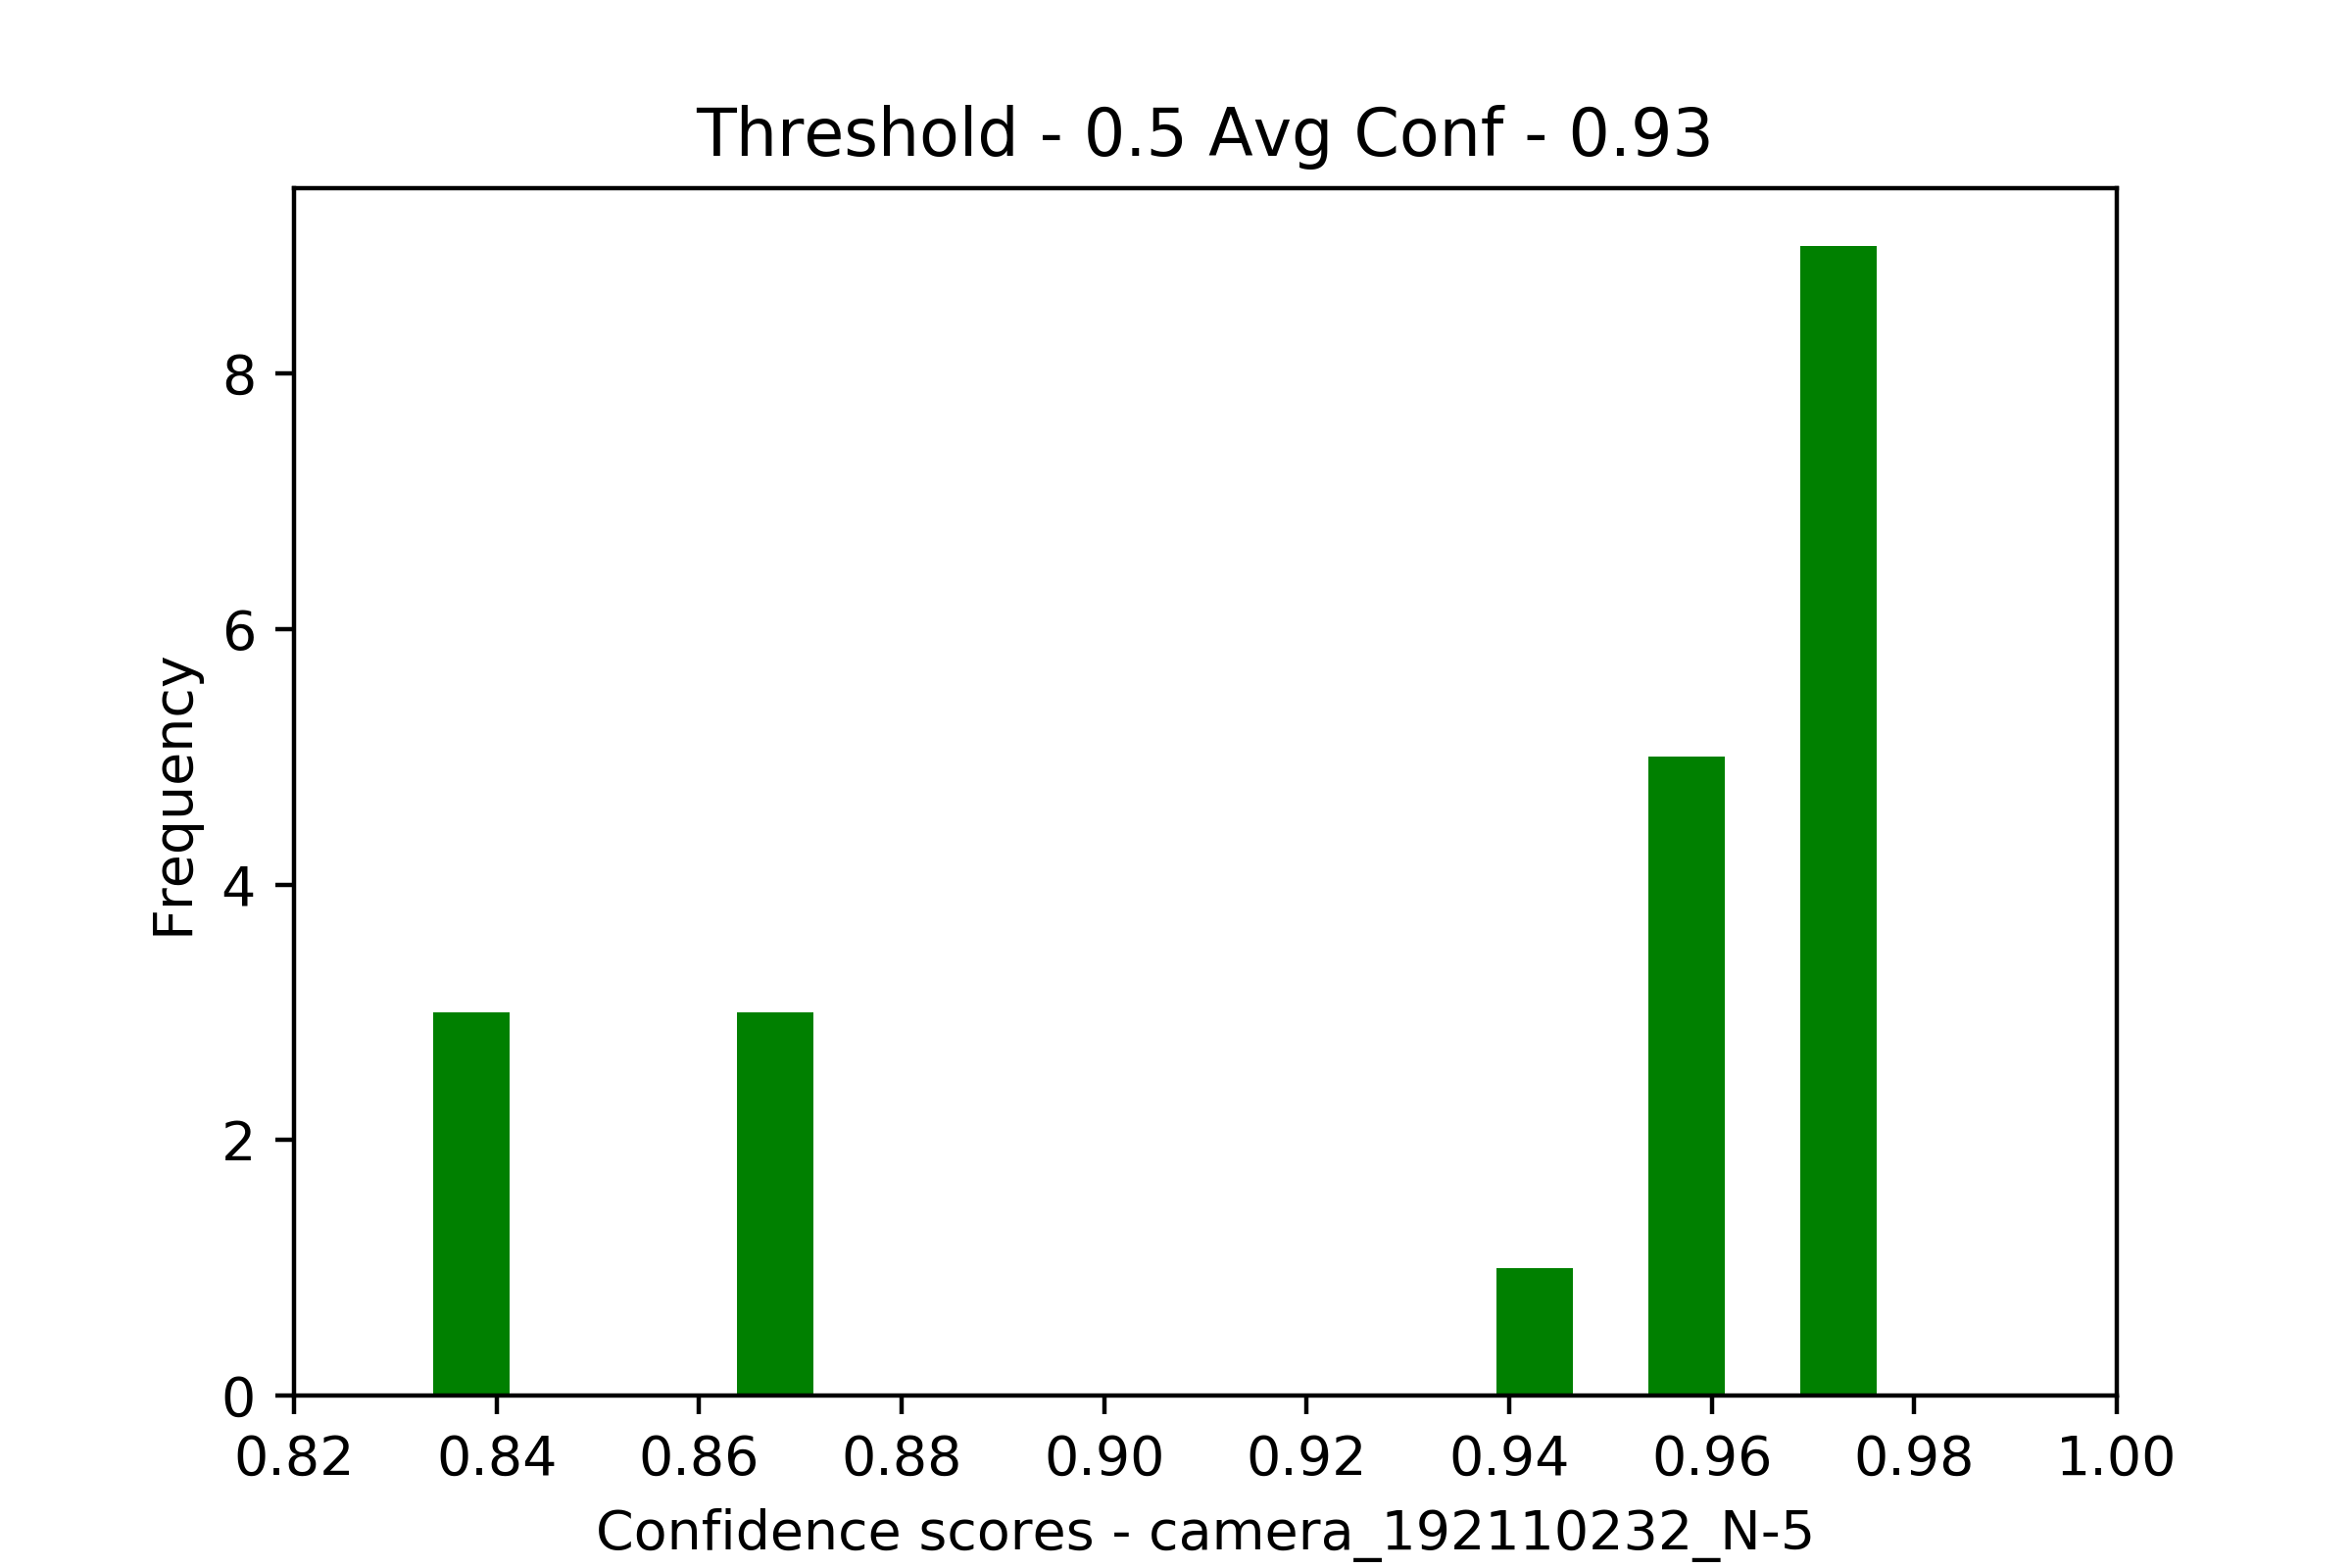 Threshold - 0.5 Avg Conf - 0.93
Frequency
8
6
4
2
0
0.82 0.84 0.86 0.88 0.90 0.92 0.94 0.96 0.98 1.00
Confidence scores - camera_192110232_N-5